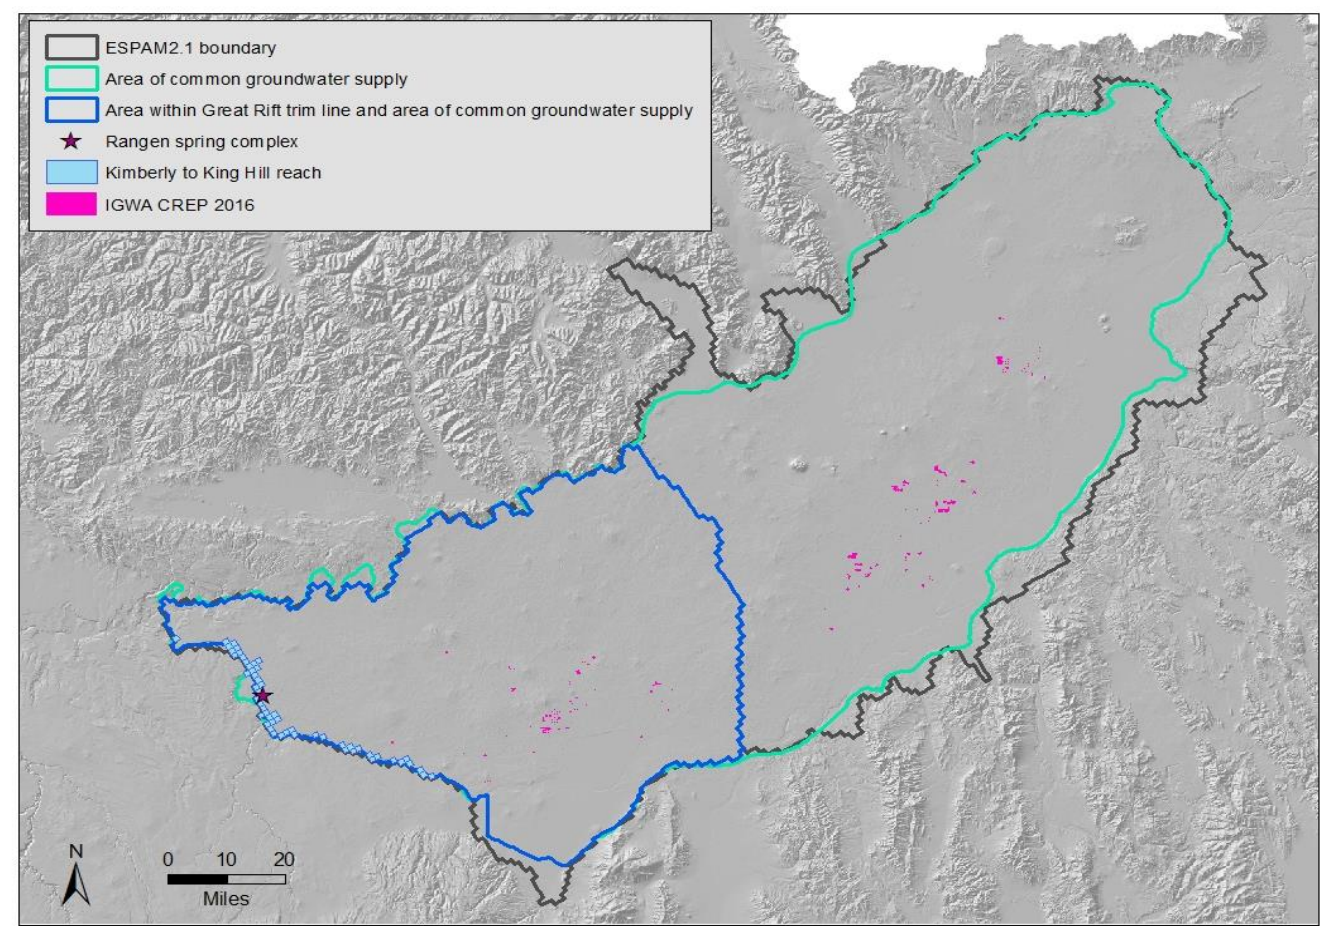 ESPAM2.1 boundary
Area of common groundwater supply
Area within Great Rift trim line and area of common groundwater supply
Rangen spring complex
Kimberly to King Hill reach
IGWA CREP 2016
N
0 10 20
Miles